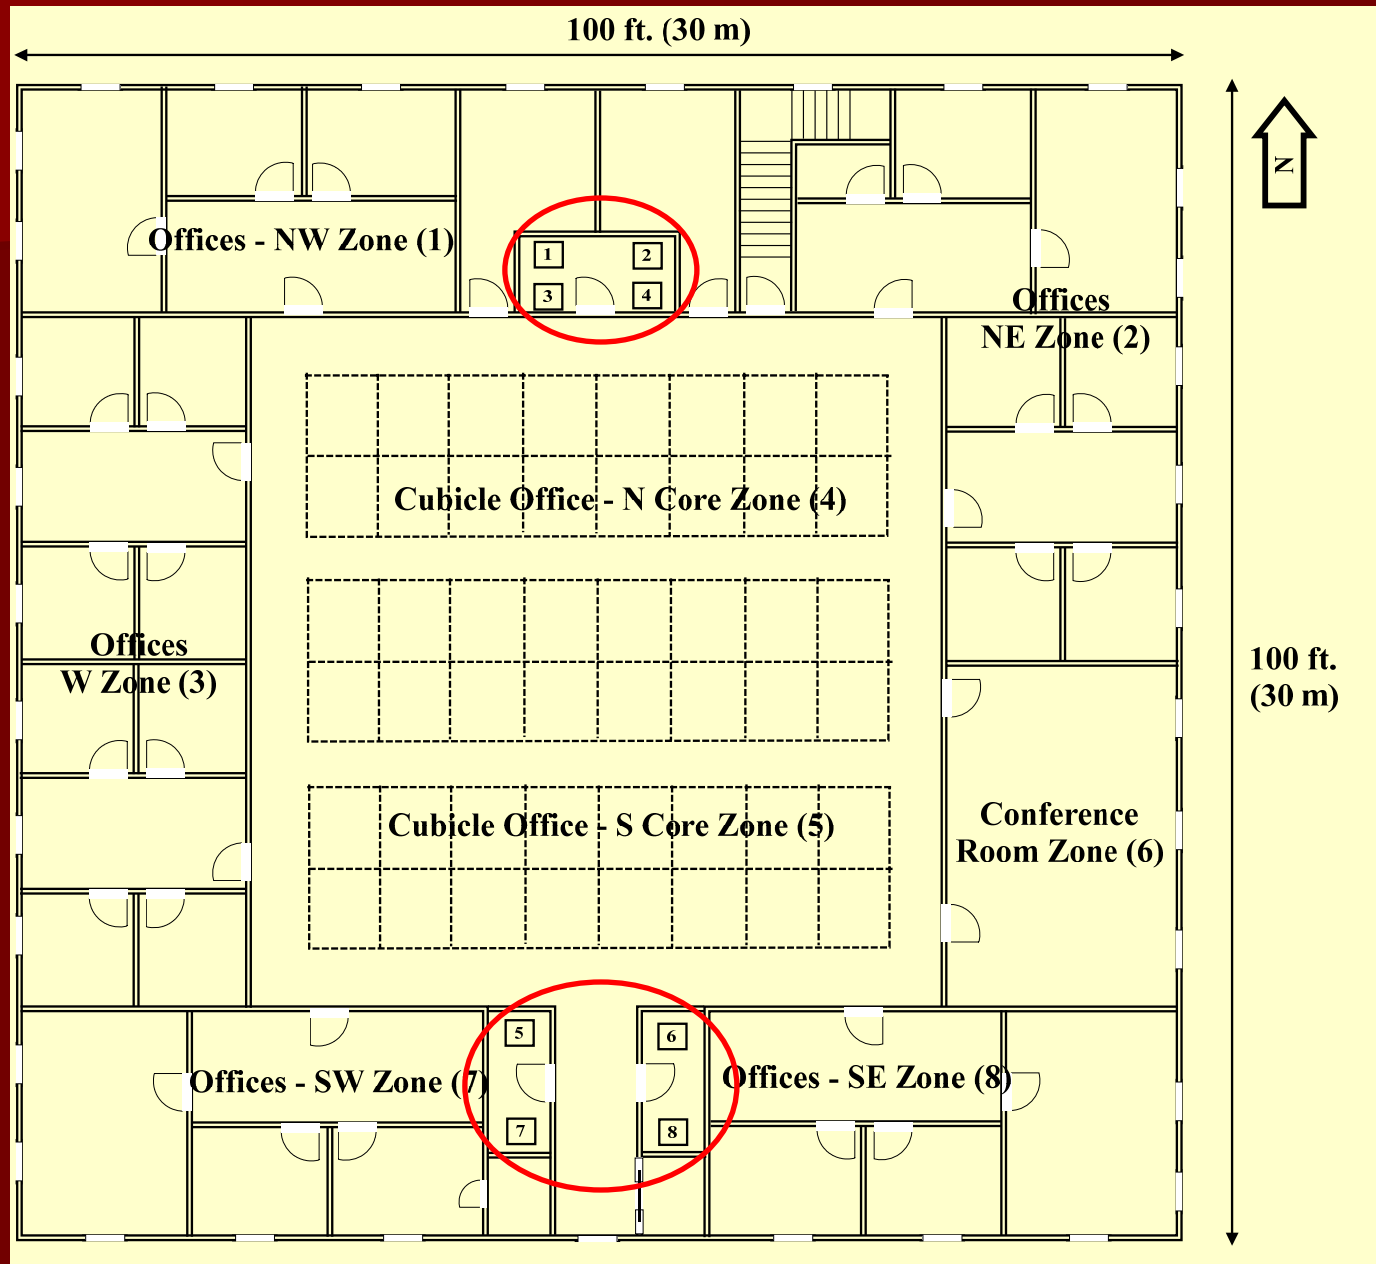 100 ft. (30 m)
N
Offices - NW Zone (1)
1
2
3
4
Offices
NE Zone (2)
Cubicle Office - N Core Zone (4)
Offices
W Zone (3)
100 ft.
(30 m)
Cubicle Office - S Core Zone (5)
Conference
Room Zone (6)
5
6
Offices - SW Zone (7)
Offices - SE Zone (8)
7
8